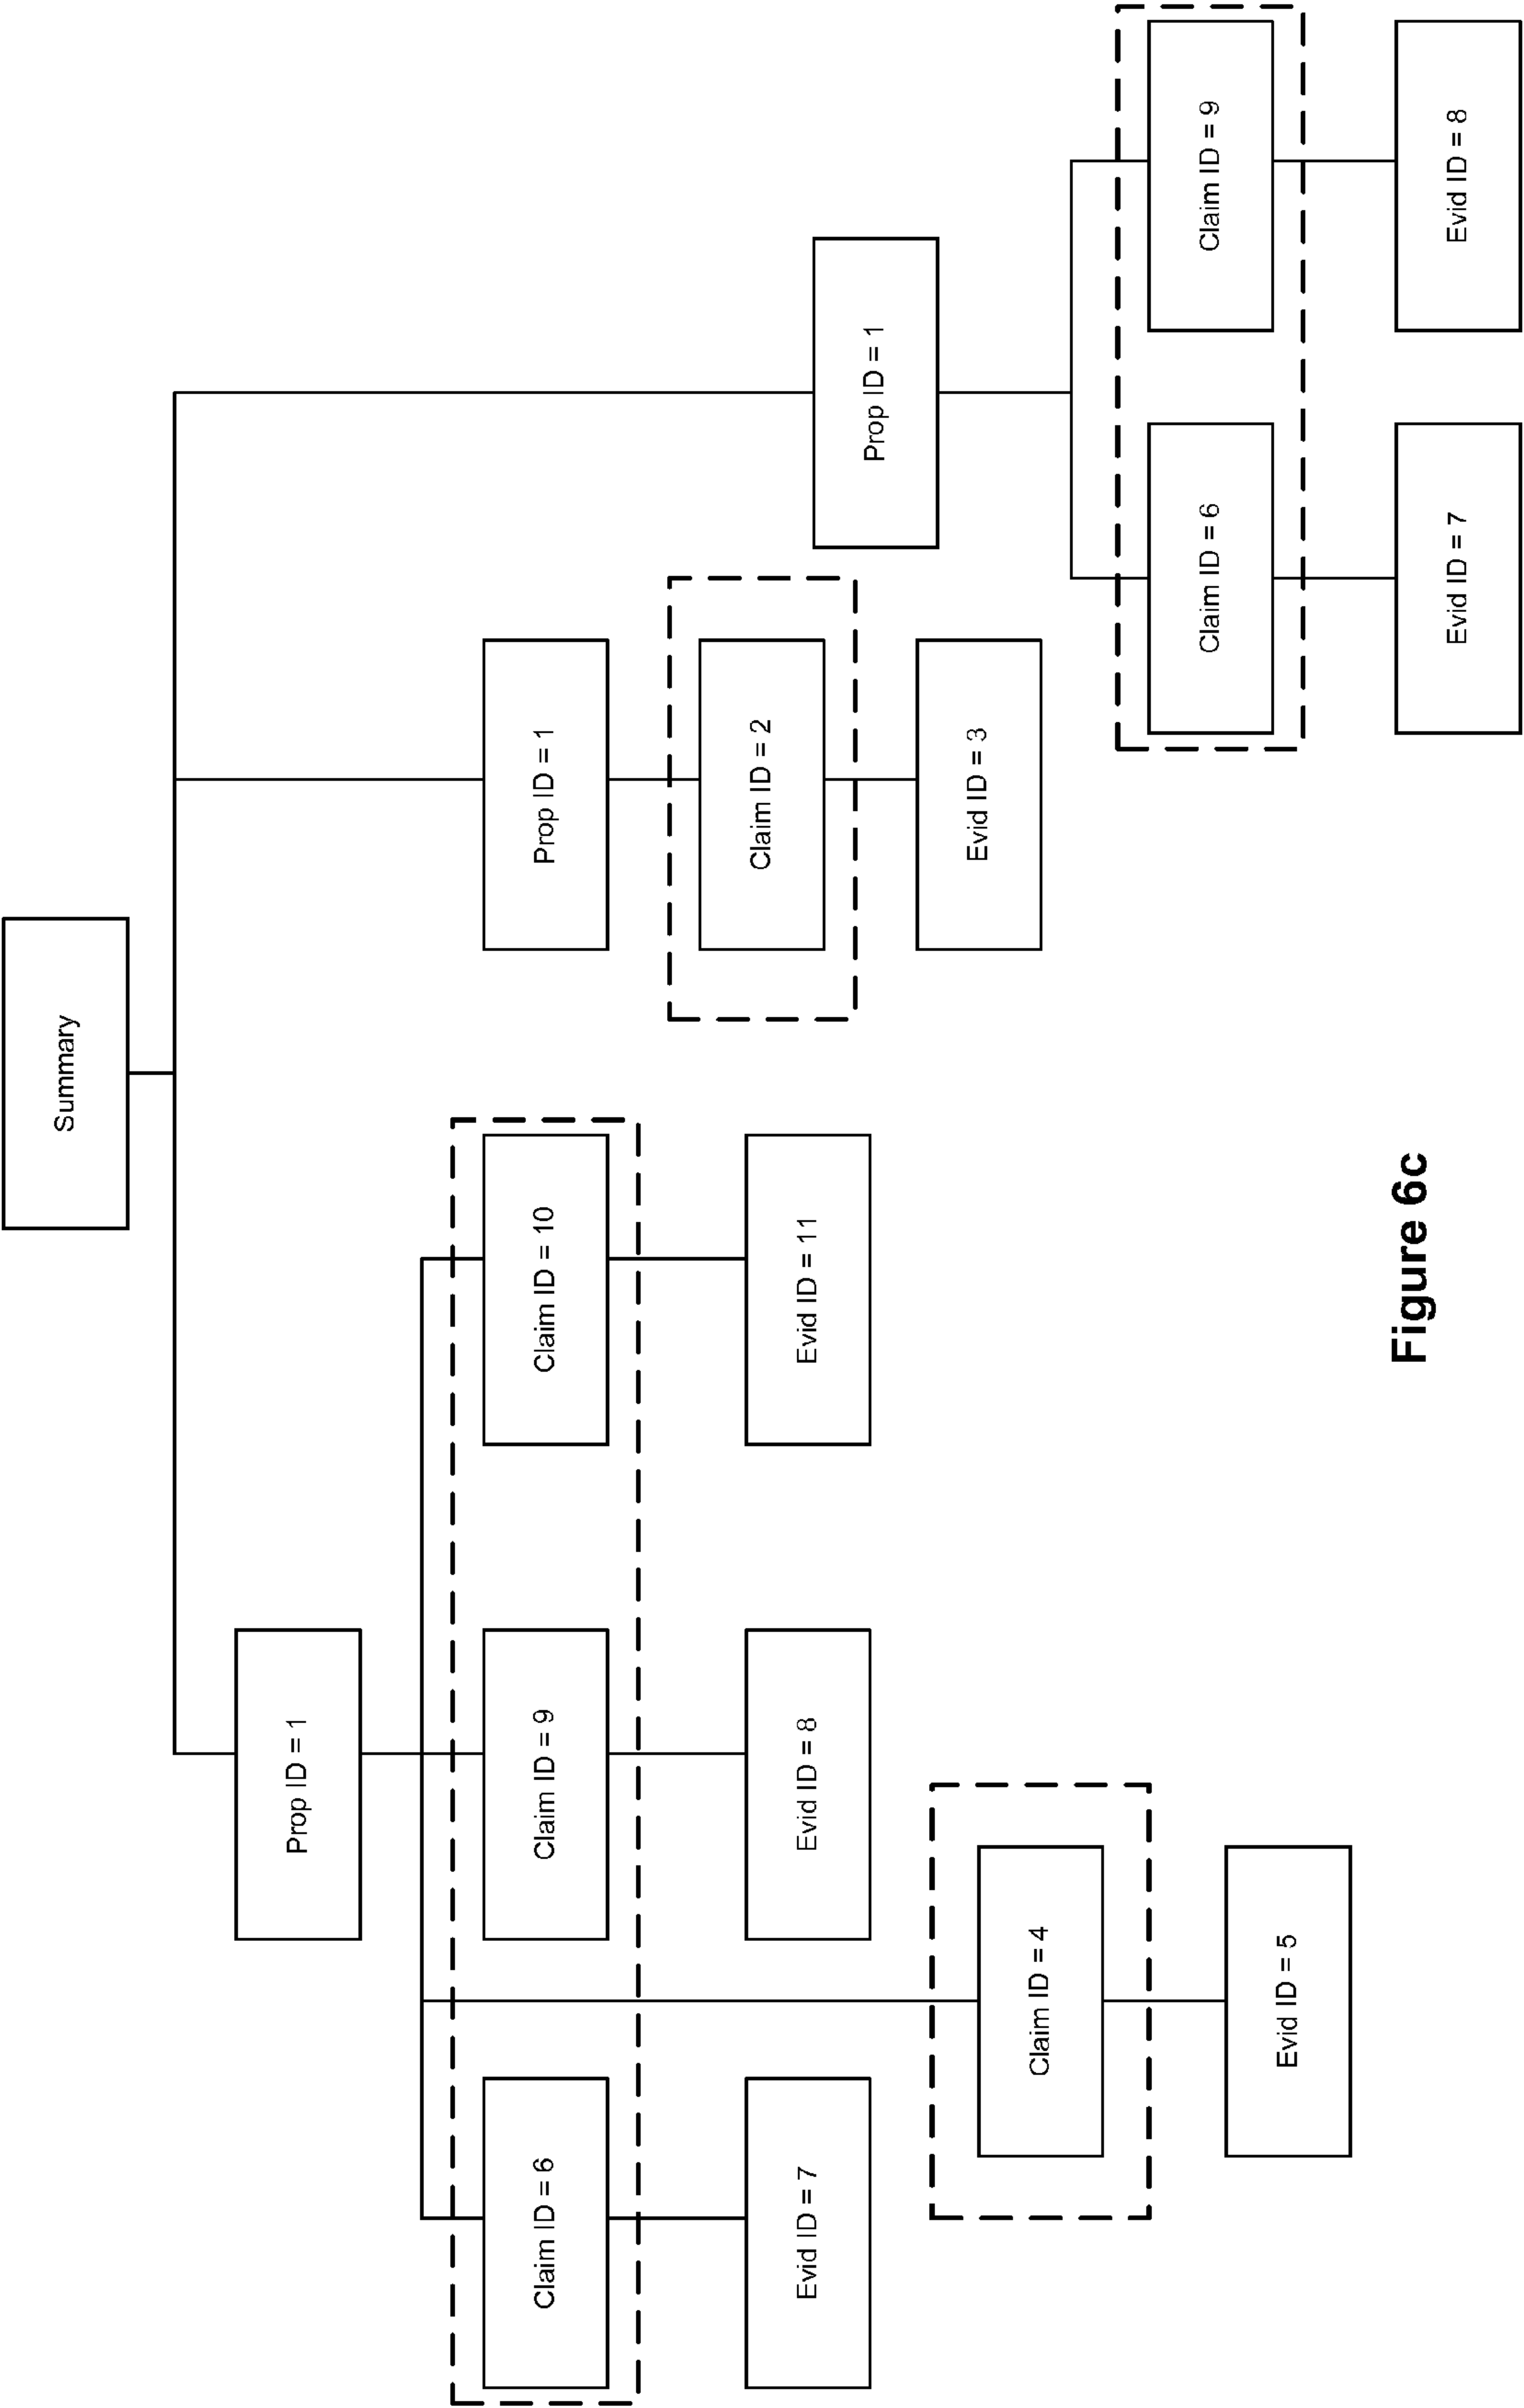 Summary
Prop ID = 1
Claim ID = 6
Claim ID = 9
Claim ID = 10
Evid ID = 7
Evid ID = 8
Evid ID = 11
Claim ID = 4
Evid ID = 5
Prop ID = 1
Claim ID = 2
Evid ID = 3
Prop ID = 1
Claim ID = 6
Claim ID = 9
Evid ID = 7
Evid ID = 8
Figure 6c